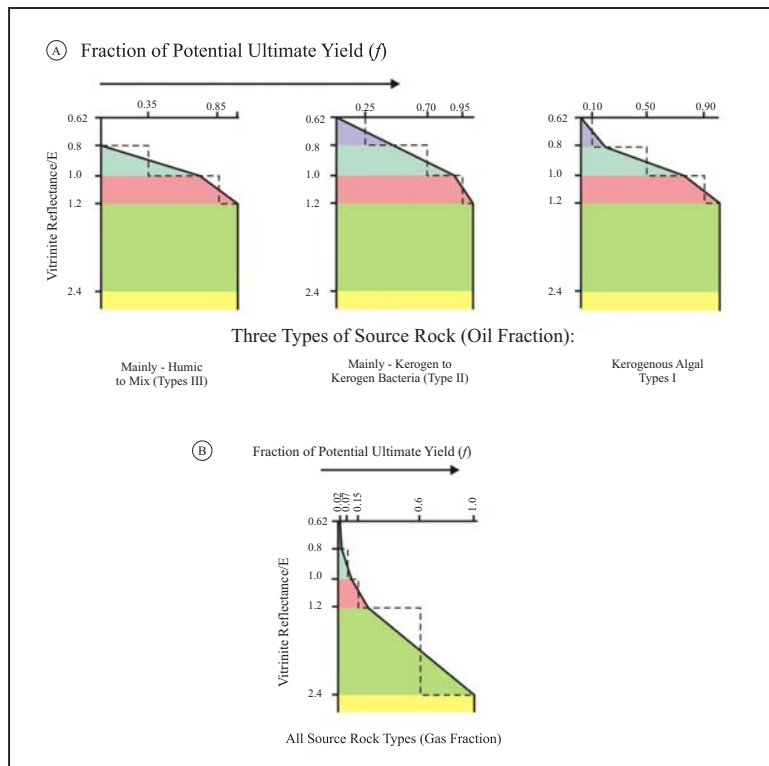 A Fraction of Potential Ultimate Yield (f)
0.35 0.85
0.62
0.8
1.0
1.2
2.4
Vitrinite Reflectance/E
0.25 0.70 0.95
0.62
0.8
1.0
1.2
2.4
0.10 0.50 0.90
0.62
0.8
1.0
1.2
2.4
Three Types of Source Rock (Oil Fraction):
Mainly - Humic
to Mix (Types III)
Mainly - Kerogen to
Kerogen Bacteria (Type II)
Kerogenous Algal
Types I
B Fraction of Potential Ultimate Yield (f)
0.02 0.07 0.15 0.6 1.0
0.62
0.8
1.0
1.2
2.4
Vitrinite Reflectance/E
All Source Rock Types (Gas Fraction)